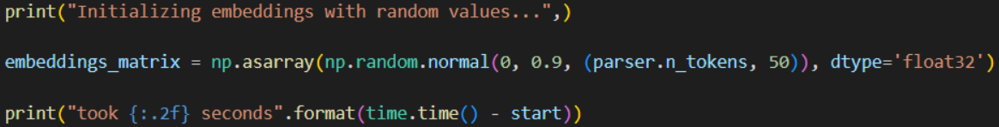 print("Initializing embeddings with random values...",)
embeddings_matrix = np.asarray(np.random.normal(0, 0.9, (parser.n_tokens, 50)), dtype='float32')
print("took {:.2f} seconds".format(time.time() - start))